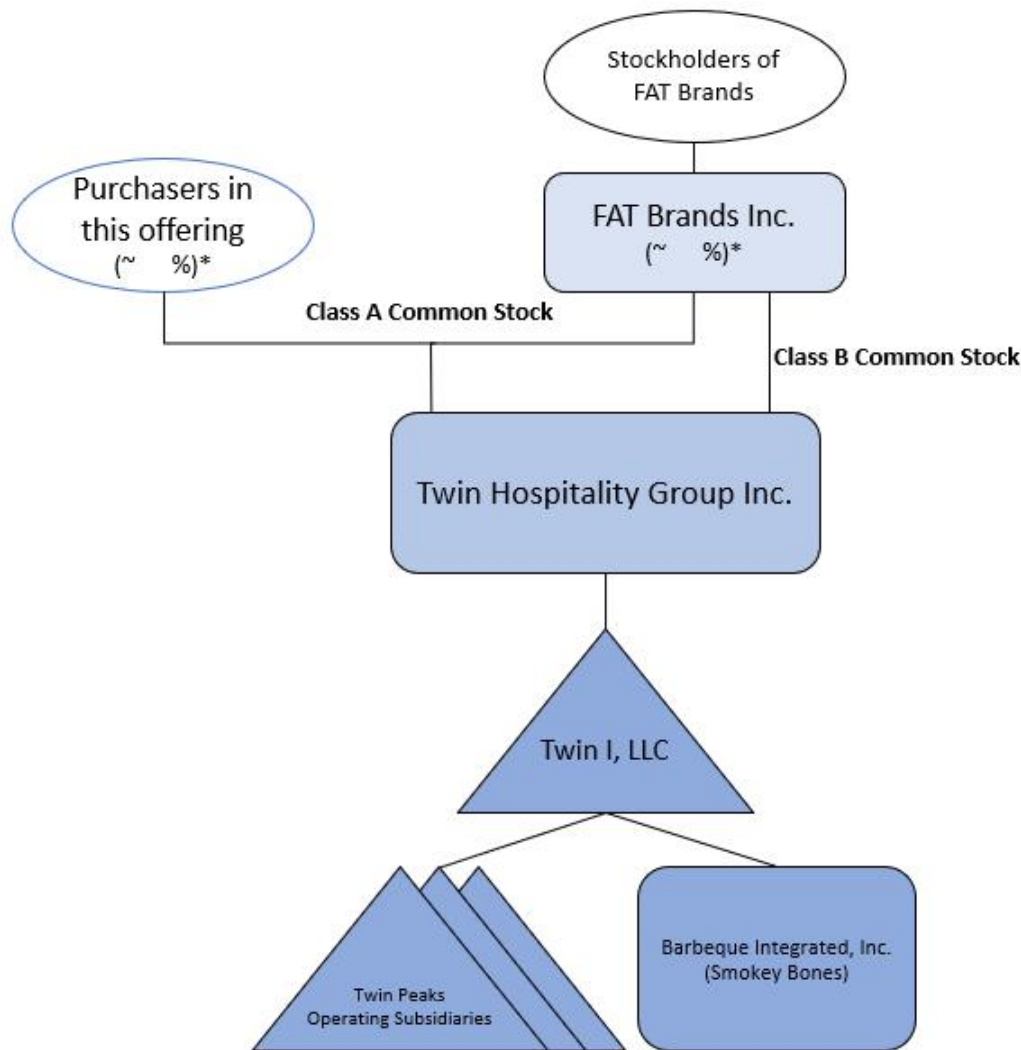 Stockholders of
FAT Brands
Purchasers in
this offering
(~ %)*
FAT Brands Inc.
(~ %)*
Class A Common Stock
Class B Common Stock
Twin Hospitality Group Inc.
Twin I, LLC
Twin Peaks
Operating Subsidiaries
Barbeque Integrated, Inc.
(Smokey Bones)